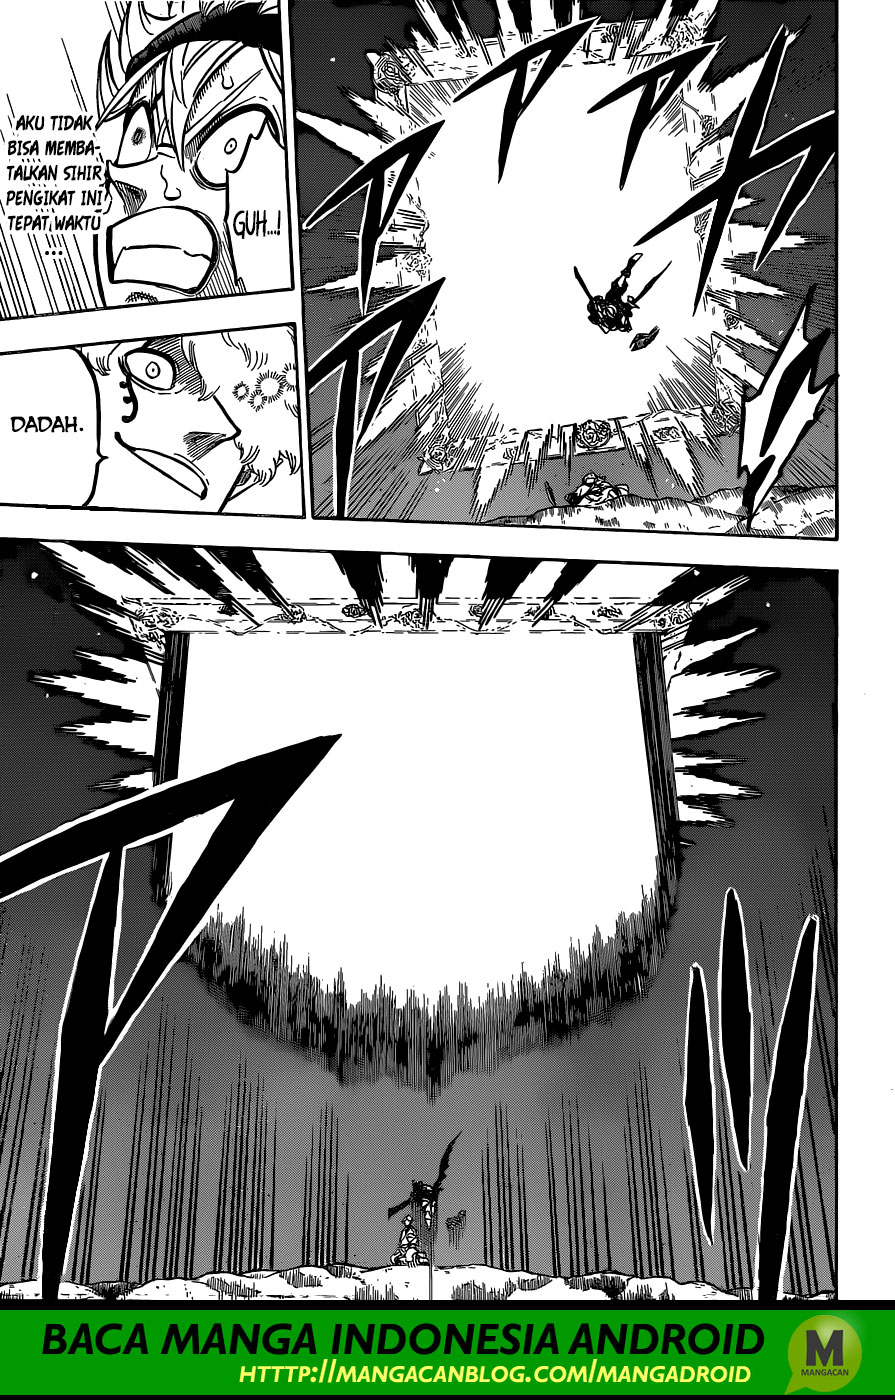 GUH...!
AKU TIDAK
BISA MEMBA-
TALKAN SIHIR
PENGIKAT INI
TEPAT WAKTU
...
DADAH.
BACA MANGA INDONESIA ANDROID
HTTTP://MANGACANBLOG.COM/MANGADROID
M
MANGACAN